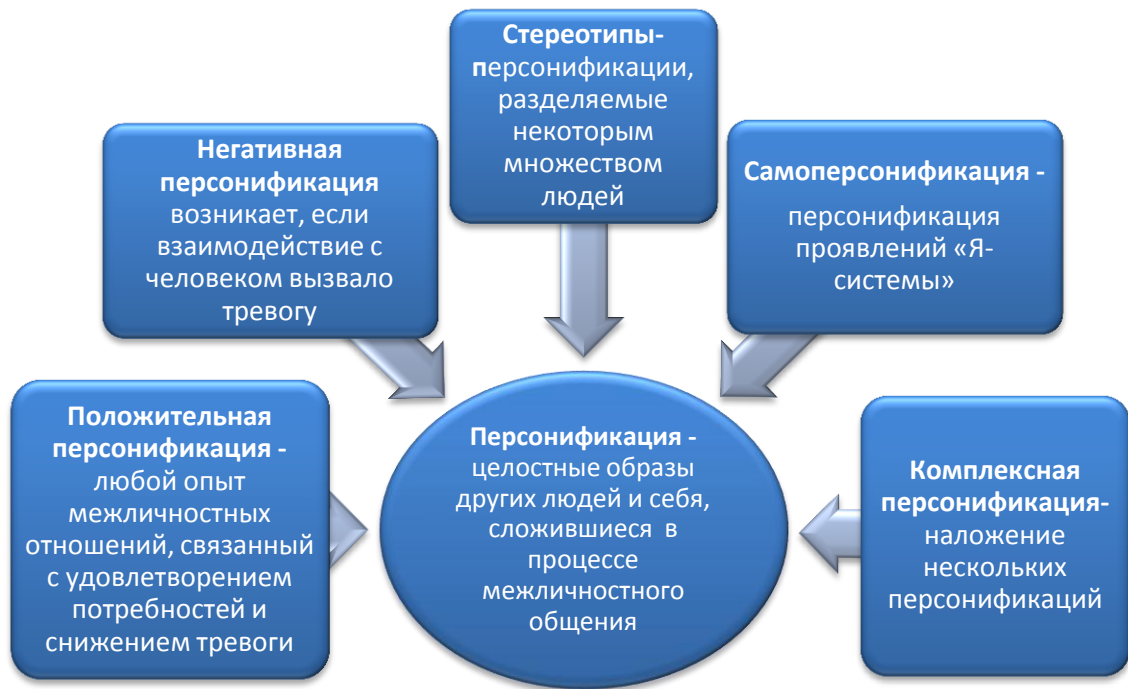 Стереотипы-
персонификации,
разделяемые
некоторым
множеством
людей
Негативная
персонификация
возникает, если
взаимодействие с
человеком вызвало
тревогу
Самоперсонификация -
персонификация
проявлений «Я-
системы»
Положительная
персонификация -
любой опыт
межличностных
отношений, связанный
с удовлетворением
потребностей и
снижением тревоги
Персонификация -
целостные образы
других людей и себя,
сложившиеся в
процессе
межличностного
общения
Комплексная
персонификация-
наложение
нескольких
персонификаций